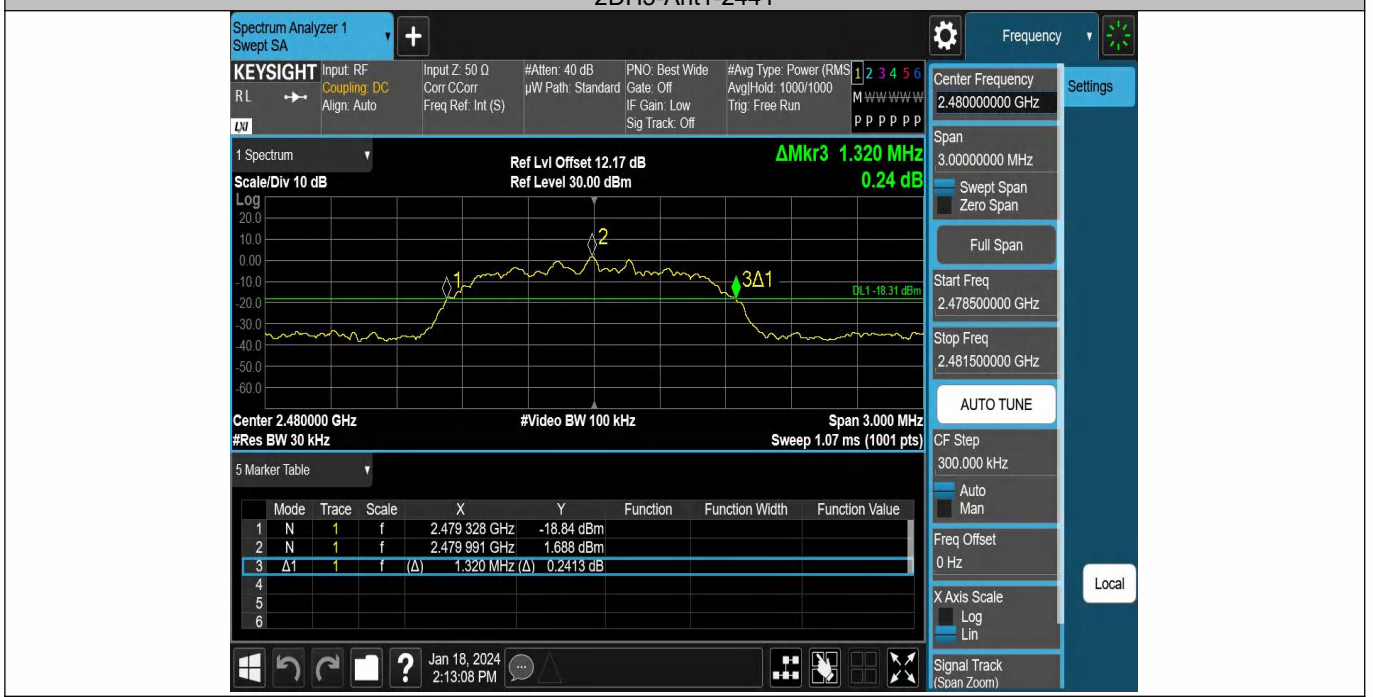 2DH5-Ant1-2441
Spectrum Analyzer 1
Swept SA
+
Frequency
KEYSIGHT
RL
LXI
Input: RF
Coupling: DC
Align: Auto
Input Z: 50 Ω
Corr CCorr
Freq Ref: Int (S)
#Atten: 40 dB
µW Path: Standard
PNO: Best Wide
Gate: Off
IF Gain: Low
Sig Track: Off
#Avg Type: Power (RMS
Avg|Hold: 1000/1000
Trig: Free Run
1 2 3 4 5 6
M W W W W W
P P P P P P
1 Spectrum
Scale/Div 10 dB
Ref Lvl Offset 12.17 dB
Ref Level 30.00 dBm
ΔMkr3 1.320 MHz
0.24 dB
Log
20.0
10.0
0.00
-10.0
-20.0
-30.0
-40.0
-50.0
-60.0
1
2
3Δ1
DL1 -18.31 dBm
Center 2.480000 GHz
#Res BW 30 kHz
#Video BW 100 kHz
Span 3.000 MHz
Sweep 1.07 ms (1001 pts)
5 Marker Table
Mode Trace Scale X Y Function Function Width Function Value
1 N 1 f 2.479 328 GHz -18.84 dBm
2 N 1 f 2.479 991 GHz 1.688 dBm
3 Δ1 1 f (Δ) 1.320 MHz (Δ) 0.2413 dB
4
5
6
?
Jan 18, 2024
2:13:08 PM
Center Frequency
2.480000000 GHz
Settings
Span
3.00000000 MHz
Swept Span
Zero Span
Full Span
Start Freq
2.478500000 GHz
Stop Freq
2.481500000 GHz
AUTO TUNE
CF Step
300.000 kHz
Auto
Man
Freq Offset
0 Hz
X Axis Scale
Log
Lin
Local
Signal Track
(Span Zoom)